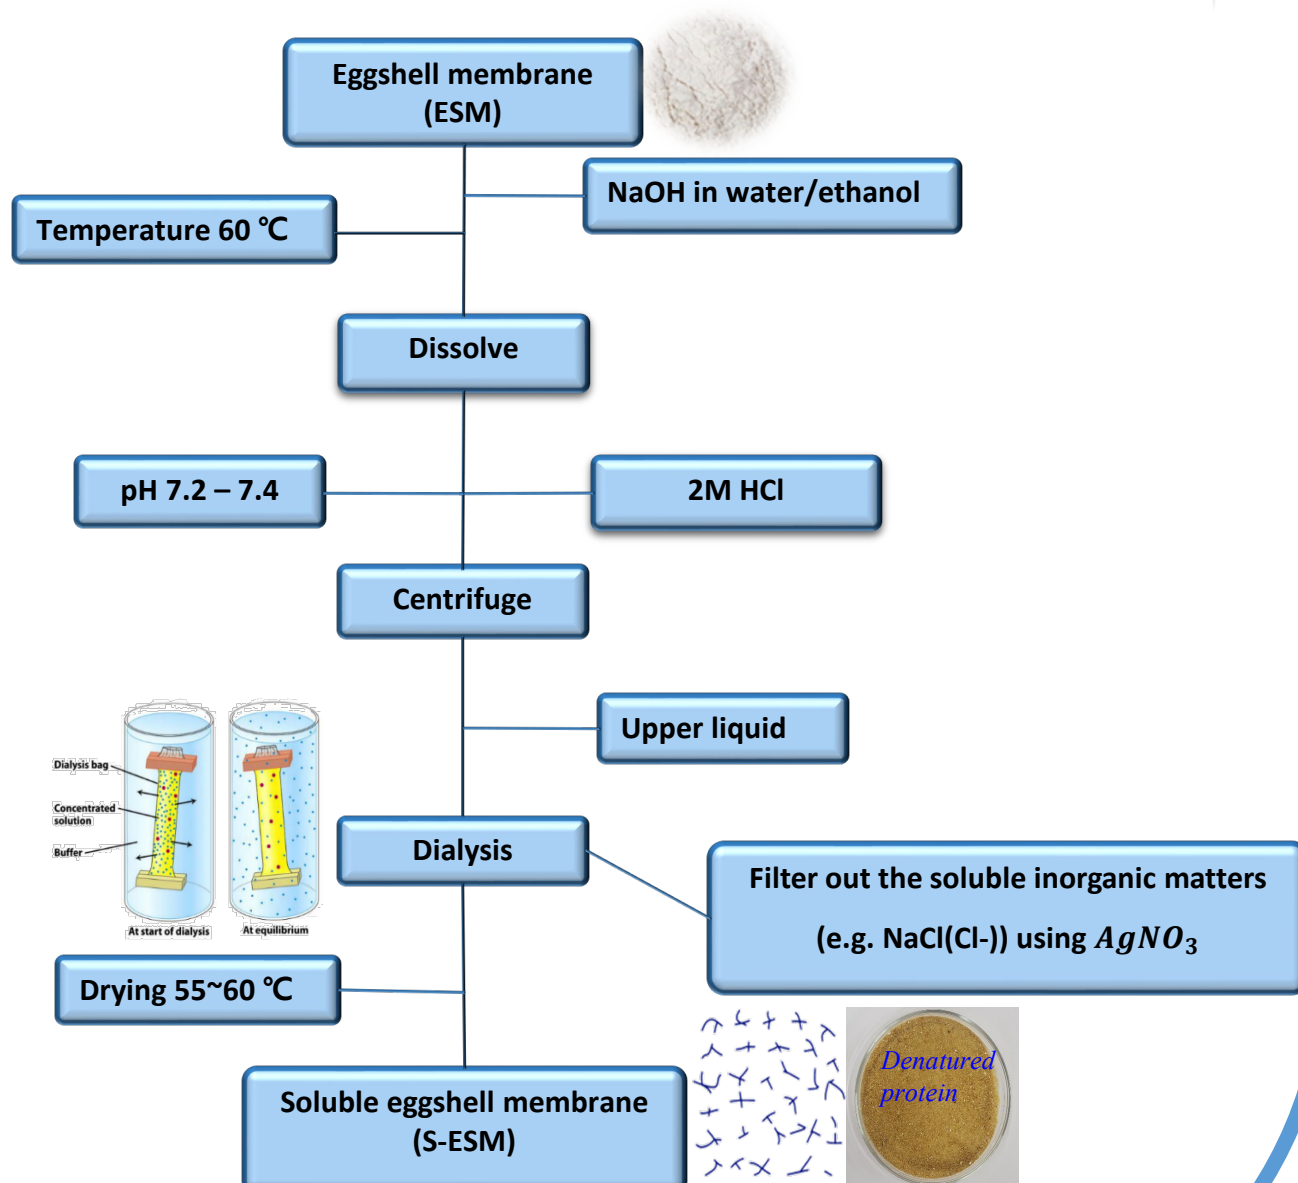 Eggshell membrane
(ESM)
NaOH in water/ethanol
Temperature 60 ℃
Dissolve
pH 7.2 – 7.4
2M HCl
Centrifuge
Upper liquid
Dialysis bag
Concentrated
solution
Buffer
At start of dialysis
At equilibrium
Dialysis
Filter out the soluble inorganic matters
(e.g. NaCl(Cl-)) using AgNO₃
Drying 55~60 ℃
Denatured
protein
Soluble eggshell membrane
(S-ESM)